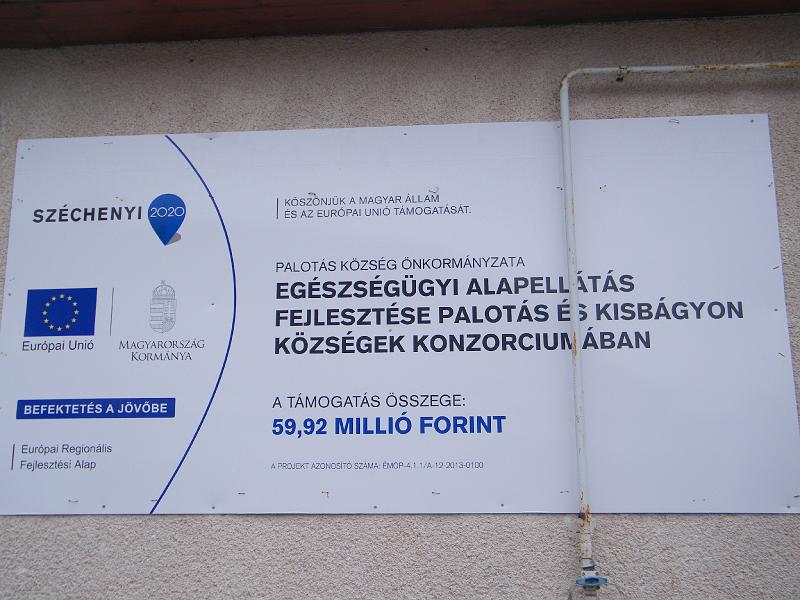 SZÉCHENYI 2020
KÖSZÖNJÜK A MAGYAR ÁLLAM
ÉS AZ EURÓPAI UNIÓ TÁMOGATÁSÁT.
PALOTÁS KÖZSÉG ÖNKORMÁNYZATA
EGÉSZSÉGÜGYI ALAPELLÁTÁS
FEJLESZTÉSE PALOTÁS ÉS KISBÁGYON
KÖZSÉGEK KONZORCIUMÁBAN
Európai Unió
MAGYARORSZÁG
KORMÁNYA
BEFEKTETÉS A JÖVŐBE
Európai Regionális
Fejlesztési Alap
A TÁMOGATÁS ÖSSZEGE:
59,92 MILLIÓ FORINT
A PROJEKT AZONOSÍTÓ SZÁMA: ÉMOP-4.1.1/A-12-2013-0100